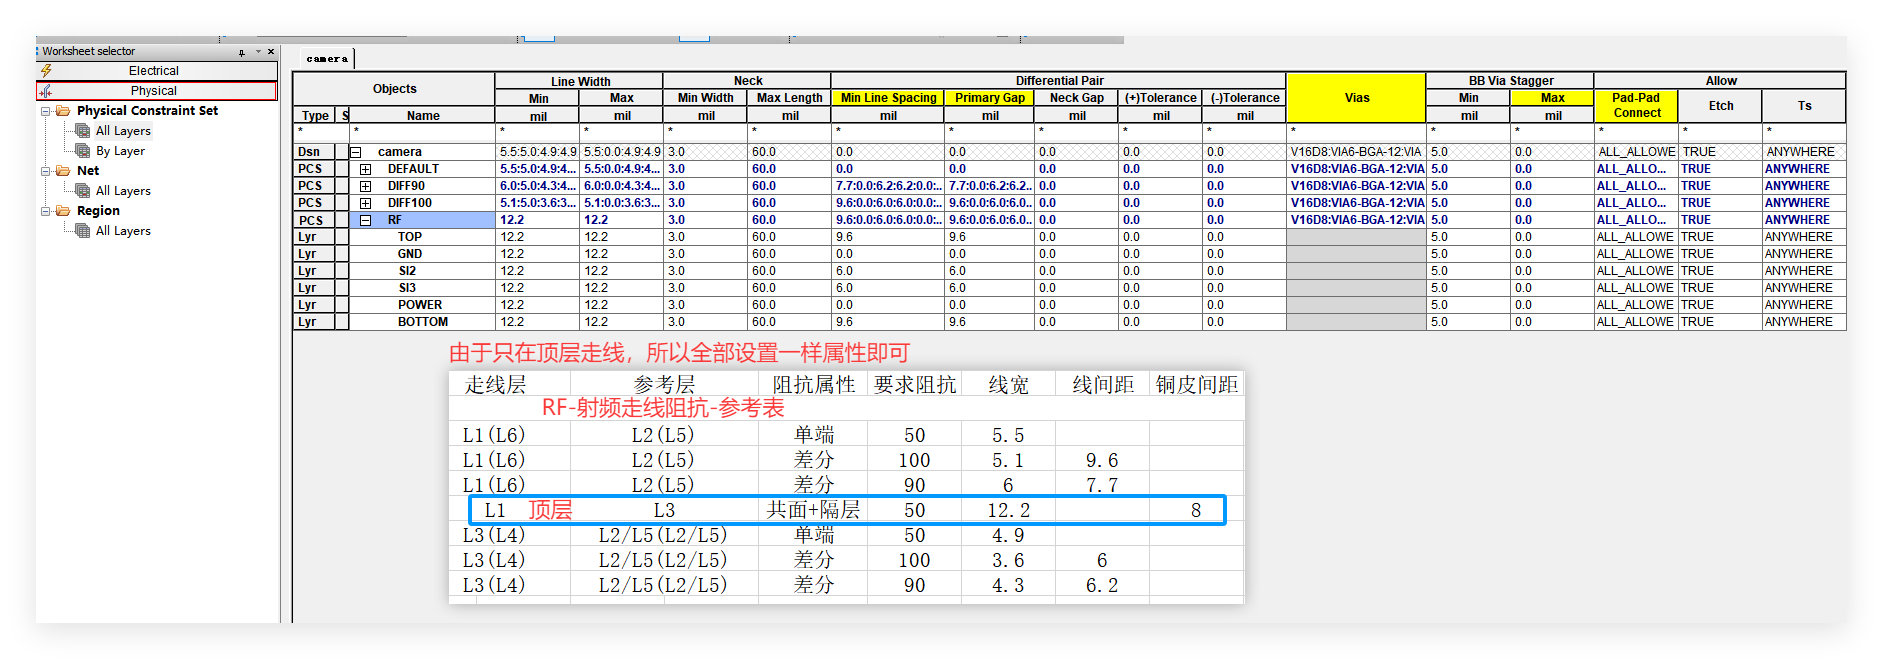 Worksheet selector
Electrical
Physical
Physical Constraint Set
All Layers
By Layer
Net
All Layers
Region
All Layers
camera
Objects Line Width Neck Differential Pair Vias BB Via Stagger Allow
Min Max Min Width Max Length Min Line Spacing Primary Gap Neck Gap (+)Tolerance (-)Tolerance Min Max Pad-Pad Connect Etch Ts
Type S Name mil mil mil mil mil mil mil mil mil mil mil
* * * * * * * * * * * * * * * *
Dsn camera 5.5:5.0:4.9:4.9 5.5:0.0:4.9:4.9 3.0 60.0 0.0 0.0 0.0 0.0 0.0 V16D8:VIA6-BGA-12:VIA 5.0 0.0 ALL_ALLOWE TRUE ANYWHERE
PCS DEFAULT 5.5:5.0:4.9:4... 5.5:0.0:4.9:4... 3.0 60.0 0.0 0.0 0.0 0.0 0.0 V16D8:VIA6-BGA-12:VIA 5.0 0.0 ALL_ALLO... TRUE ANYWHERE
PCS DIFF90 6.0:5.0:4.3:4... 6.0:0.0:4.3:4... 3.0 60.0 7.7:0.0:6.2:6.2:0.0:.. 7.7:0.0:6.2:6.2.. 0.0 0.0 0.0 V16D8:VIA6-BGA-12:VIA 5.0 0.0 ALL_ALLO... TRUE ANYWHERE
PCS DIFF100 5.1:5.0:3.6:3... 5.1:0.0:3.6:3... 3.0 60.0 9.6:0.0:6.0:6.0:0.0:.. 9.6:0.0:6.0:6.0.. 0.0 0.0 0.0 V16D8:VIA6-BGA-12:VIA 5.0 0.0 ALL_ALLO... TRUE ANYWHERE
PCS RF 12.2 12.2 3.0 60.0 9.6:0.0:6.0:6.0:0.0:.. 9.6:0.0:6.0:6.0.. 0.0 0.0 0.0 V16D8:VIA6-BGA-12:VIA 5.0 0.0 ALL_ALLO... TRUE ANYWHERE
Lyr TOP 12.2 12.2 3.0 60.0 9.6 9.6 0.0 0.0 0.0 5.0 0.0 ALL_ALLOWE TRUE ANYWHERE
Lyr GND 12.2 12.2 3.0 60.0 0.0 0.0 0.0 0.0 0.0 5.0 0.0 ALL_ALLOWE TRUE ANYWHERE
Lyr SI2 12.2 12.2 3.0 60.0 6.0 6.0 0.0 0.0 0.0 5.0 0.0 ALL_ALLOWE TRUE ANYWHERE
Lyr SI3 12.2 12.2 3.0 60.0 6.0 6.0 0.0 0.0 0.0 5.0 0.0 ALL_ALLOWE TRUE ANYWHERE
Lyr POWER 12.2 12.2 3.0 60.0 0.0 0.0 0.0 0.0 0.0 5.0 0.0 ALL_ALLOWE TRUE ANYWHERE
Lyr BOTTOM 12.2 12.2 3.0 60.0 9.6 9.6 0.0 0.0 0.0 5.0 0.0 ALL_ALLOWE TRUE ANYWHERE
由于只在顶层走线，所以全部设置一样属性即可
走线层 参考层 阻抗属性 要求阻抗 线宽 线间距 铜皮间距
RF-射频走线阻抗-参考表
L1(L6) L2(L5) 单端 50 5.5
L1(L6) L2(L5) 差分 100 5.1 9.6
L1(L6) L2(L5) 差分 90 6 7.7
L1 顶层 L3 共面+隔层 50 12.2 8
L3(L4) L2/L5(L2/L5) 单端 50 4.9
L3(L4) L2/L5(L2/L5) 差分 100 3.6 6
L3(L4) L2/L5(L2/L5) 差分 90 4.3 6.2